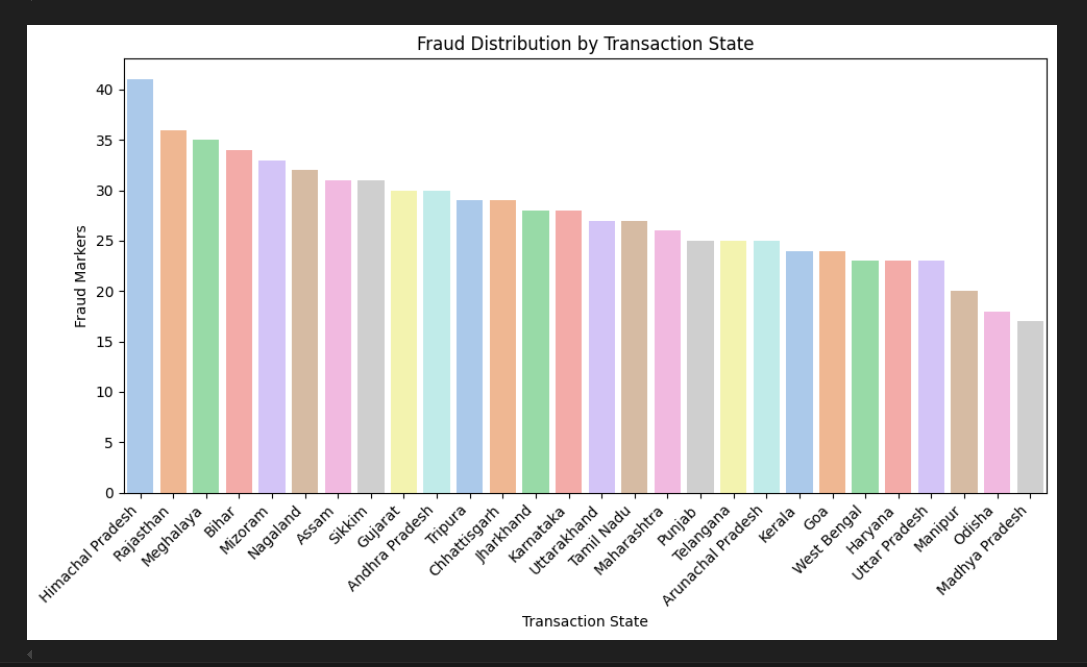 Fraud Distribution by Transaction State
Fraud Markers
40
35
30
25
20
15
10
5
0
Himachal Pradesh
Rajasthan
Meghalaya
Bihar
Mizoram
Nagaland
Assam
Sikkim
Gujarat
Andhra Pradesh
Tripura
Chhattisgarh
Jharkhand
Karnataka
Uttarakhand
Tamil Nadu
Maharashtra
Punjab
Telangana
Arunachal Pradesh
Kerala
Goa
West Bengal
Haryana
Uttar Pradesh
Manipur
Odisha
Madhya Pradesh
Transaction State